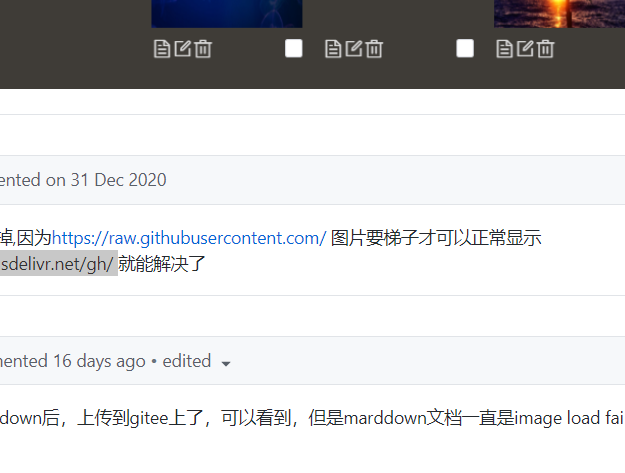 ented on 31 Dec 2020
掉,因为https://raw.githubusercontent.com/ 图片要梯子才可以正常显示
sdelivr.net/gh/ 就能解决了
ented 16 days ago • edited
down后，上传到gitee上了，可以看到，但是marddown文档一直是image load fai